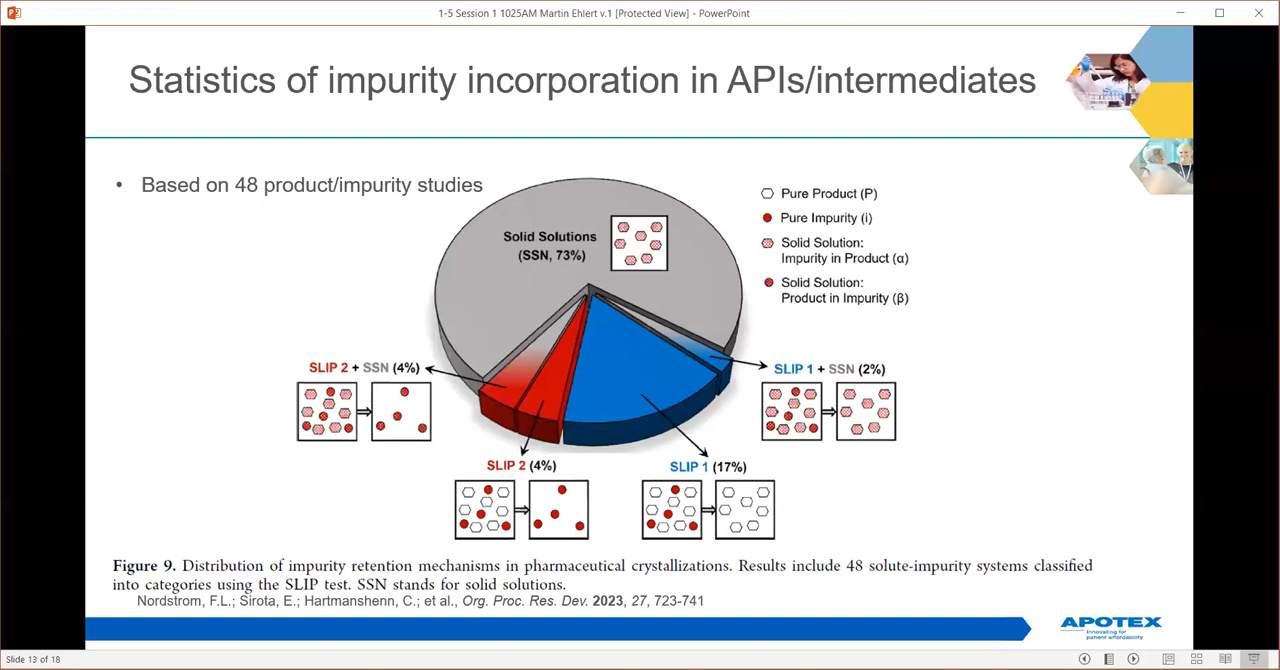 1-5 Session 1 1025AM Martin Ehlert v.1 [Protected View] - PowerPoint
Statistics of impurity incorporation in APIs/intermediates
• Based on 48 product/impurity studies
Solid Solutions
(SSN, 73%)
Pure Product (P)
Pure Impurity (i)
Solid Solution:
Impurity in Product (α)
Solid Solution:
Product in Impurity (β)
SLIP 2 + SSN (4%)
SLIP 1 + SSN (2%)
SLIP 2 (4%)
SLIP 1 (17%)
Figure 9. Distribution of impurity retention mechanisms in pharmaceutical crystallizations. Results include 48 solute-impurity systems classified
into categories using the SLIP test. SSN stands for solid solutions.
Nordstrom, F.L.; Sirota, E.; Hartmanshenn, C.; et al., Org. Proc. Res. Dev. 2023, 27, 723-741
APOTEX
Innovating for
patient affordability
Slide 13 of 18